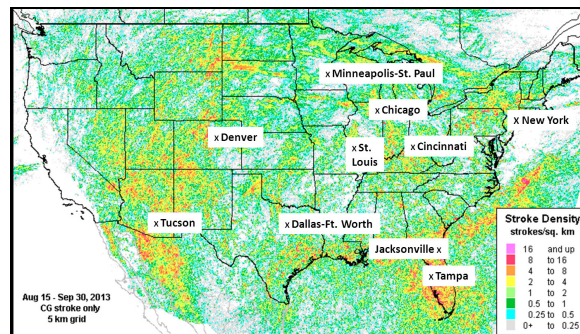 x Minneapolis-St. Paul
x Chicago
x New York
x Denver
x St.
Louis
x Cincinnati
x Tucson
x Dallas-Ft. Worth
Jacksonville x
x Tampa
Aug 15 - Sep 30, 2013
CG stroke only
5 km grid
Stroke Density
strokes/sq. km
16 and up
8 to 16
4 to 8
2 to 4
1 to 2
0.5 to 1
0.25 to 0.5
0+ to 0.25